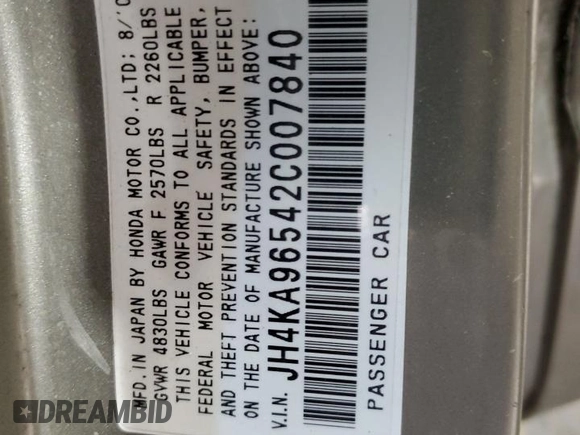 MFD.IN JAPAN BY HONDA MOTOR CO.,LTD; 8/'0
GVWR 4830LBS GAWR F 2570LBS R 2260LBS
THIS VEHICLE CONFORMS TO ALL APPLICABLE
FEDERAL MOTOR VEHICLE SAFETY, BUMPER,
AND THEFT PREVENTION STANDARDS IN EFFECT
ON THE DATE OF MANUFACTURE SHOWN ABOVE:
V.I.N. JH4KA96542C007840
PASSENGER CAR
DREAMBID